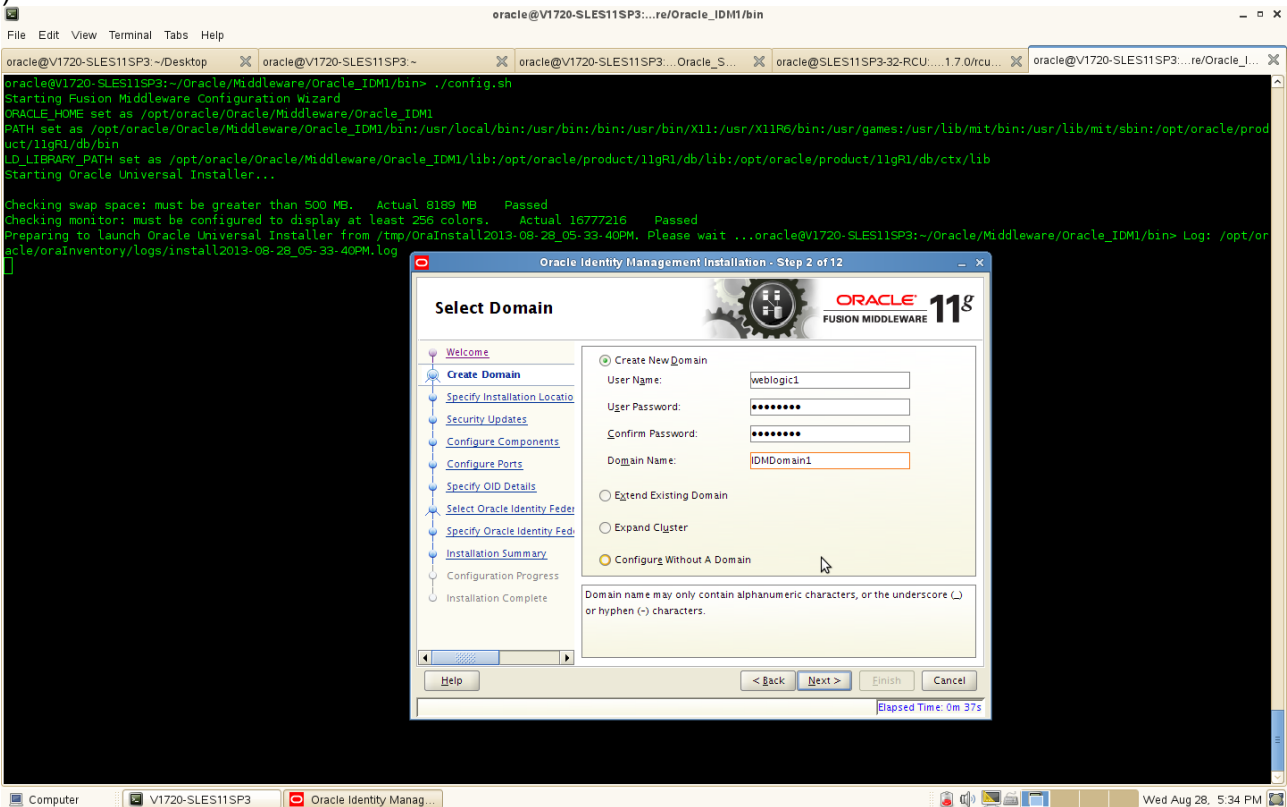 )
oracle@V1720-SLES11SP3:...re/Oracle_IDM1/bin
File Edit View Terminal Tabs Help
oracle@V1720-SLES11SP3:~/Desktop
oracle@V1720-SLES11SP3:~
oracle@V1720-SLES11SP3:...Oracle_S...
oracle@SLES11SP3-32-RCU:....1.7.0/rcu...
oracle@V1720-SLES11SP3:...re/Oracle_I...
oracle@V1720-SLES11SP3:~/Oracle/Middleware/Oracle_IDM1/bin> ./config.sh
Starting Fusion Middleware Configuration Wizard
ORACLE_HOME set as /opt/oracle/Oracle/Middleware/Oracle_IDM1
PATH set as /opt/oracle/Oracle/Middleware/Oracle_IDM1/bin:/usr/local/bin:/usr/bin:/bin:/usr/bin/X11:/usr/X11R6/bin:/usr/games:/usr/lib/mit/bin:/usr/lib/mit/sbin:/opt/oracle/prod
uct/11gR1/db/bin
LD_LIBRARY_PATH set as /opt/oracle/Oracle/Middleware/Oracle_IDM1/lib:/opt/oracle/product/11gR1/db/lib:/opt/oracle/product/11gR1/db/ctx/lib
Starting Oracle Universal Installer...
Checking swap space: must be greater than 500 MB. Actual 8189 MB Passed
Checking monitor: must be configured to display at least 256 colors. Actual 16777216 Passed
Preparing to launch Oracle Universal Installer from /tmp/OraInstall2013-08-28_05-33-40PM. Please wait ...oracle@V1720-SLES11SP3:~/Oracle/Middleware/Oracle_IDM1/bin> Log: /opt/or
acle/oraInventory/logs/install2013-08-28_05-33-40PM.log
Oracle Identity Management Installation - Step 2 of 12
Select Domain
ORACLE
FUSION MIDDLEWARE 11g
Welcome
Create Domain
Specify Installation Locatio
Security Updates
Configure Components
Configure Ports
Specify OID Details
Select Oracle Identity Feder
Specify Oracle Identity Fede
Installation Summary
Configuration Progress
Installation Complete
Create New Domain
User Name: weblogic1
User Password: ●●●●●●●●
Confirm Password: ●●●●●●●●
Domain Name: IDMDomain1
Extend Existing Domain
Expand Cluster
Configure Without A Domain
Domain name may only contain alphanumeric characters, or the underscore (_)
or hyphen (-) characters.
Help
< Back
Next >
Finish
Cancel
Elapsed Time: 0m 37s
Computer
V1720-SLES11SP3
Oracle Identity Manag...
Wed Aug 28, 5:34 PM